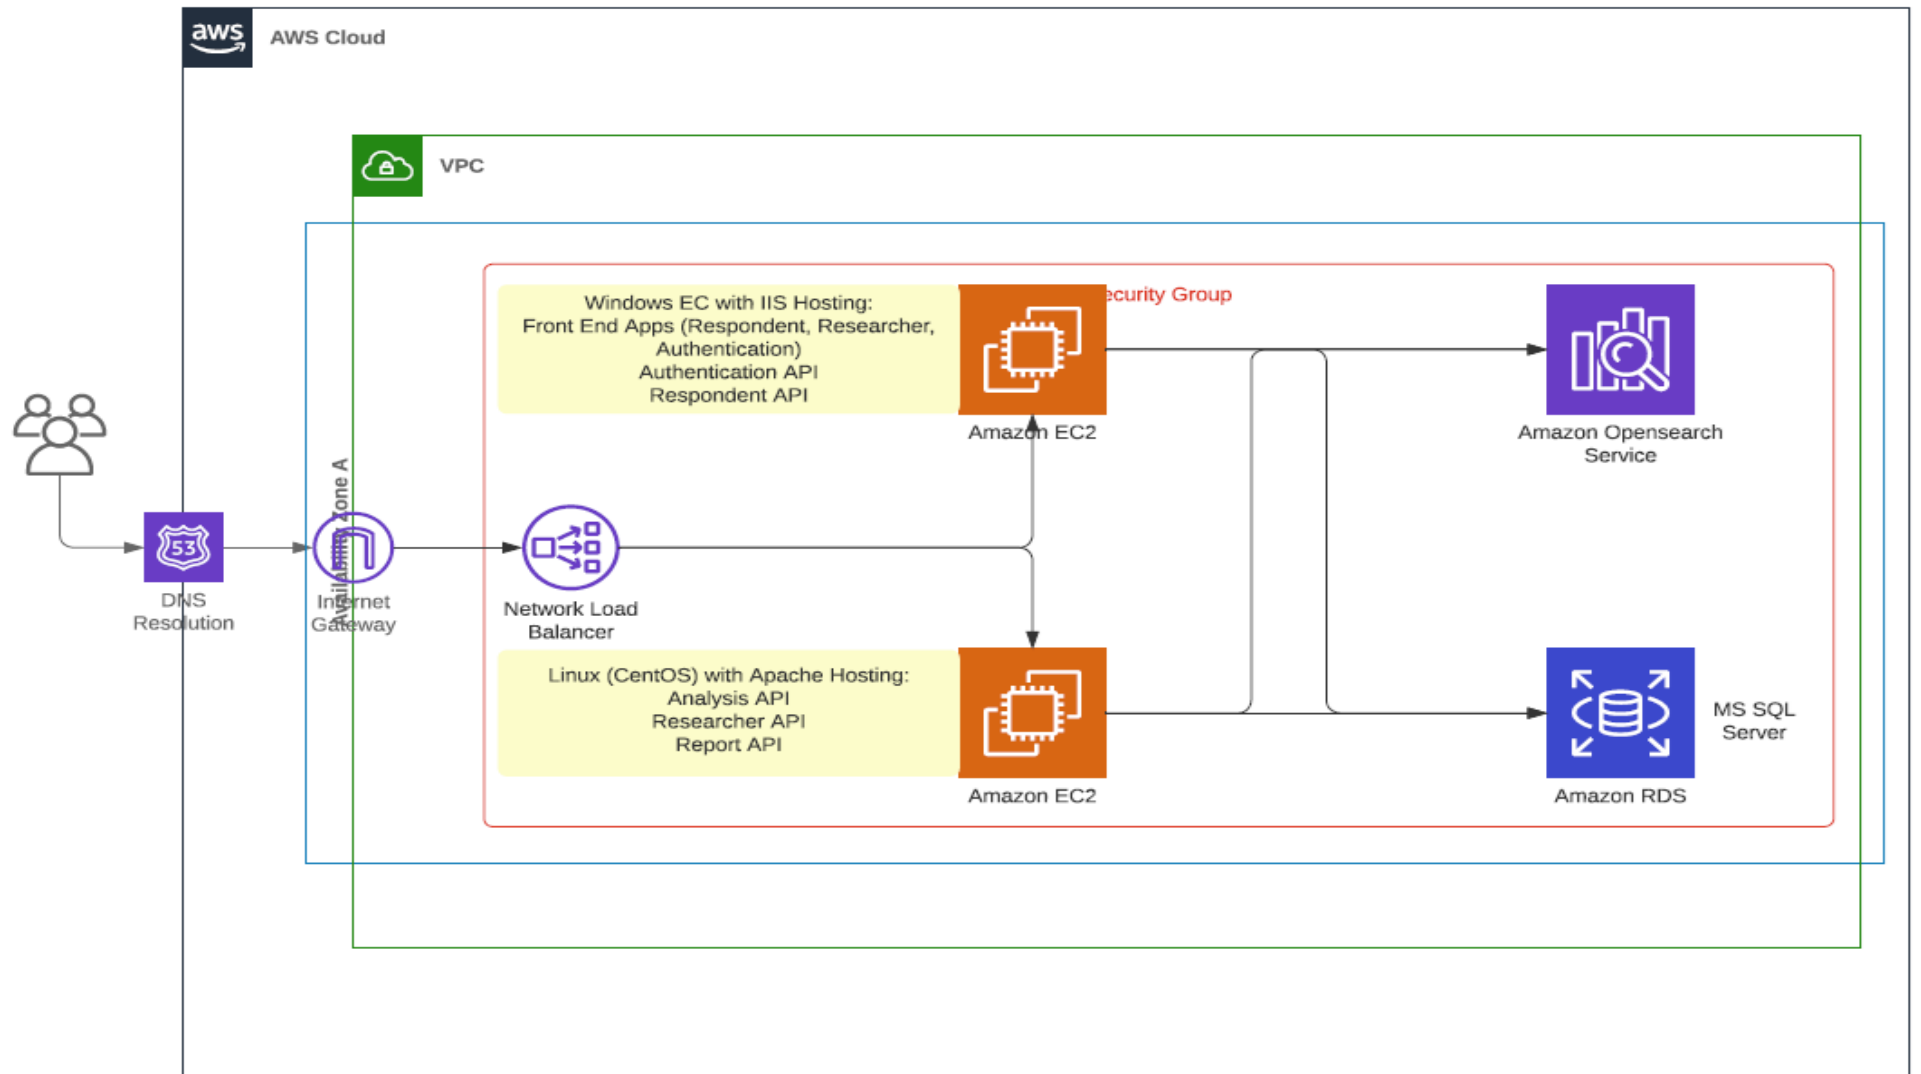 aws
AWS Cloud
VPC
ecurity Group
Windows EC with IIS Hosting:
Front End Apps (Respondent, Researcher,
Authentication)
Authentication API
Respondent API
Amazon EC2
Amazon Opensearch
Service
Availability Zone A
53
DNS
Resolution
Internet
Gateway
Network Load
Balancer
Linux (CentOS) with Apache Hosting:
Analysis API
Researcher API
Report API
Amazon EC2
MS SQL
Server
Amazon RDS